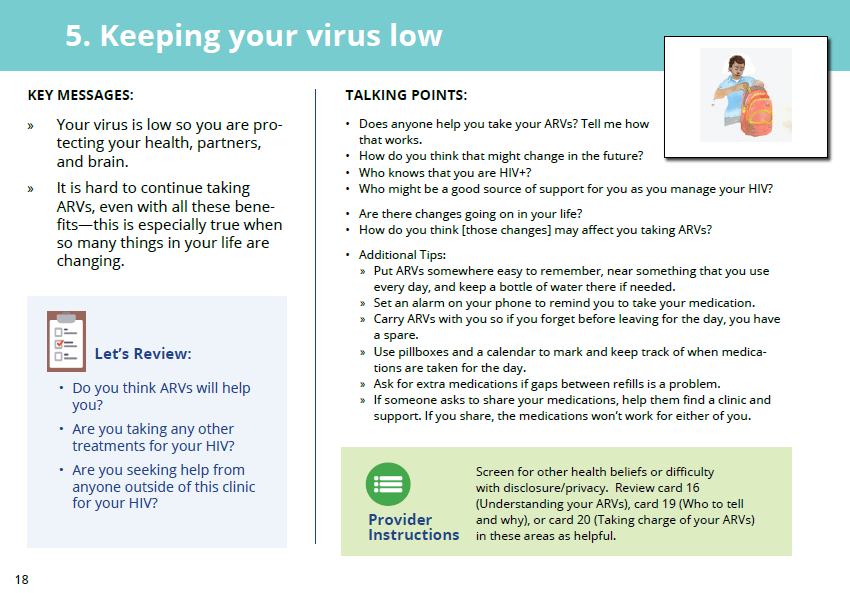 5. Keeping your virus low
KEY MESSAGES:
» Your virus is low so you are pro-
tecting your health, partners,
and brain.
» It is hard to continue taking
ARVs, even with all these bene-
fits—this is especially true when
so many things in your life are
changing.
Let's Review:
• Do you think ARVs will help
you?
• Are you taking any other
treatments for your HIV?
• Are you seeking help from
anyone outside of this clinic
for your HIV?
TALKING POINTS:
• Does anyone help you take your ARVs? Tell me how
that works.
• How do you think that might change in the future?
• Who knows that you are HIV+?
• Who might be a good source of support for you as you manage your HIV?
• Are there changes going on in your life?
• How do you think [those changes] may affect you taking ARVs?
• Additional Tips:
» Put ARVs somewhere easy to remember, near something that you use
every day, and keep a bottle of water there if needed.
» Set an alarm on your phone to remind you to take your medication.
» Carry ARVs with you so if you forget before leaving for the day, you have
a spare.
» Use pillboxes and a calendar to mark and keep track of when medica-
tions are taken for the day.
» Ask for extra medications if gaps between refills is a problem.
» If someone asks to share your medications, help them find a clinic and
support. If you share, the medications won't work for either of you.
Provider
Instructions
Screen for other health beliefs or difficulty
with disclosure/privacy.  Review card 16
(Understanding your ARVs), card 19 (Who to tell
and why), or card 20 (Taking charge of your ARVs)
in these areas as helpful.
18